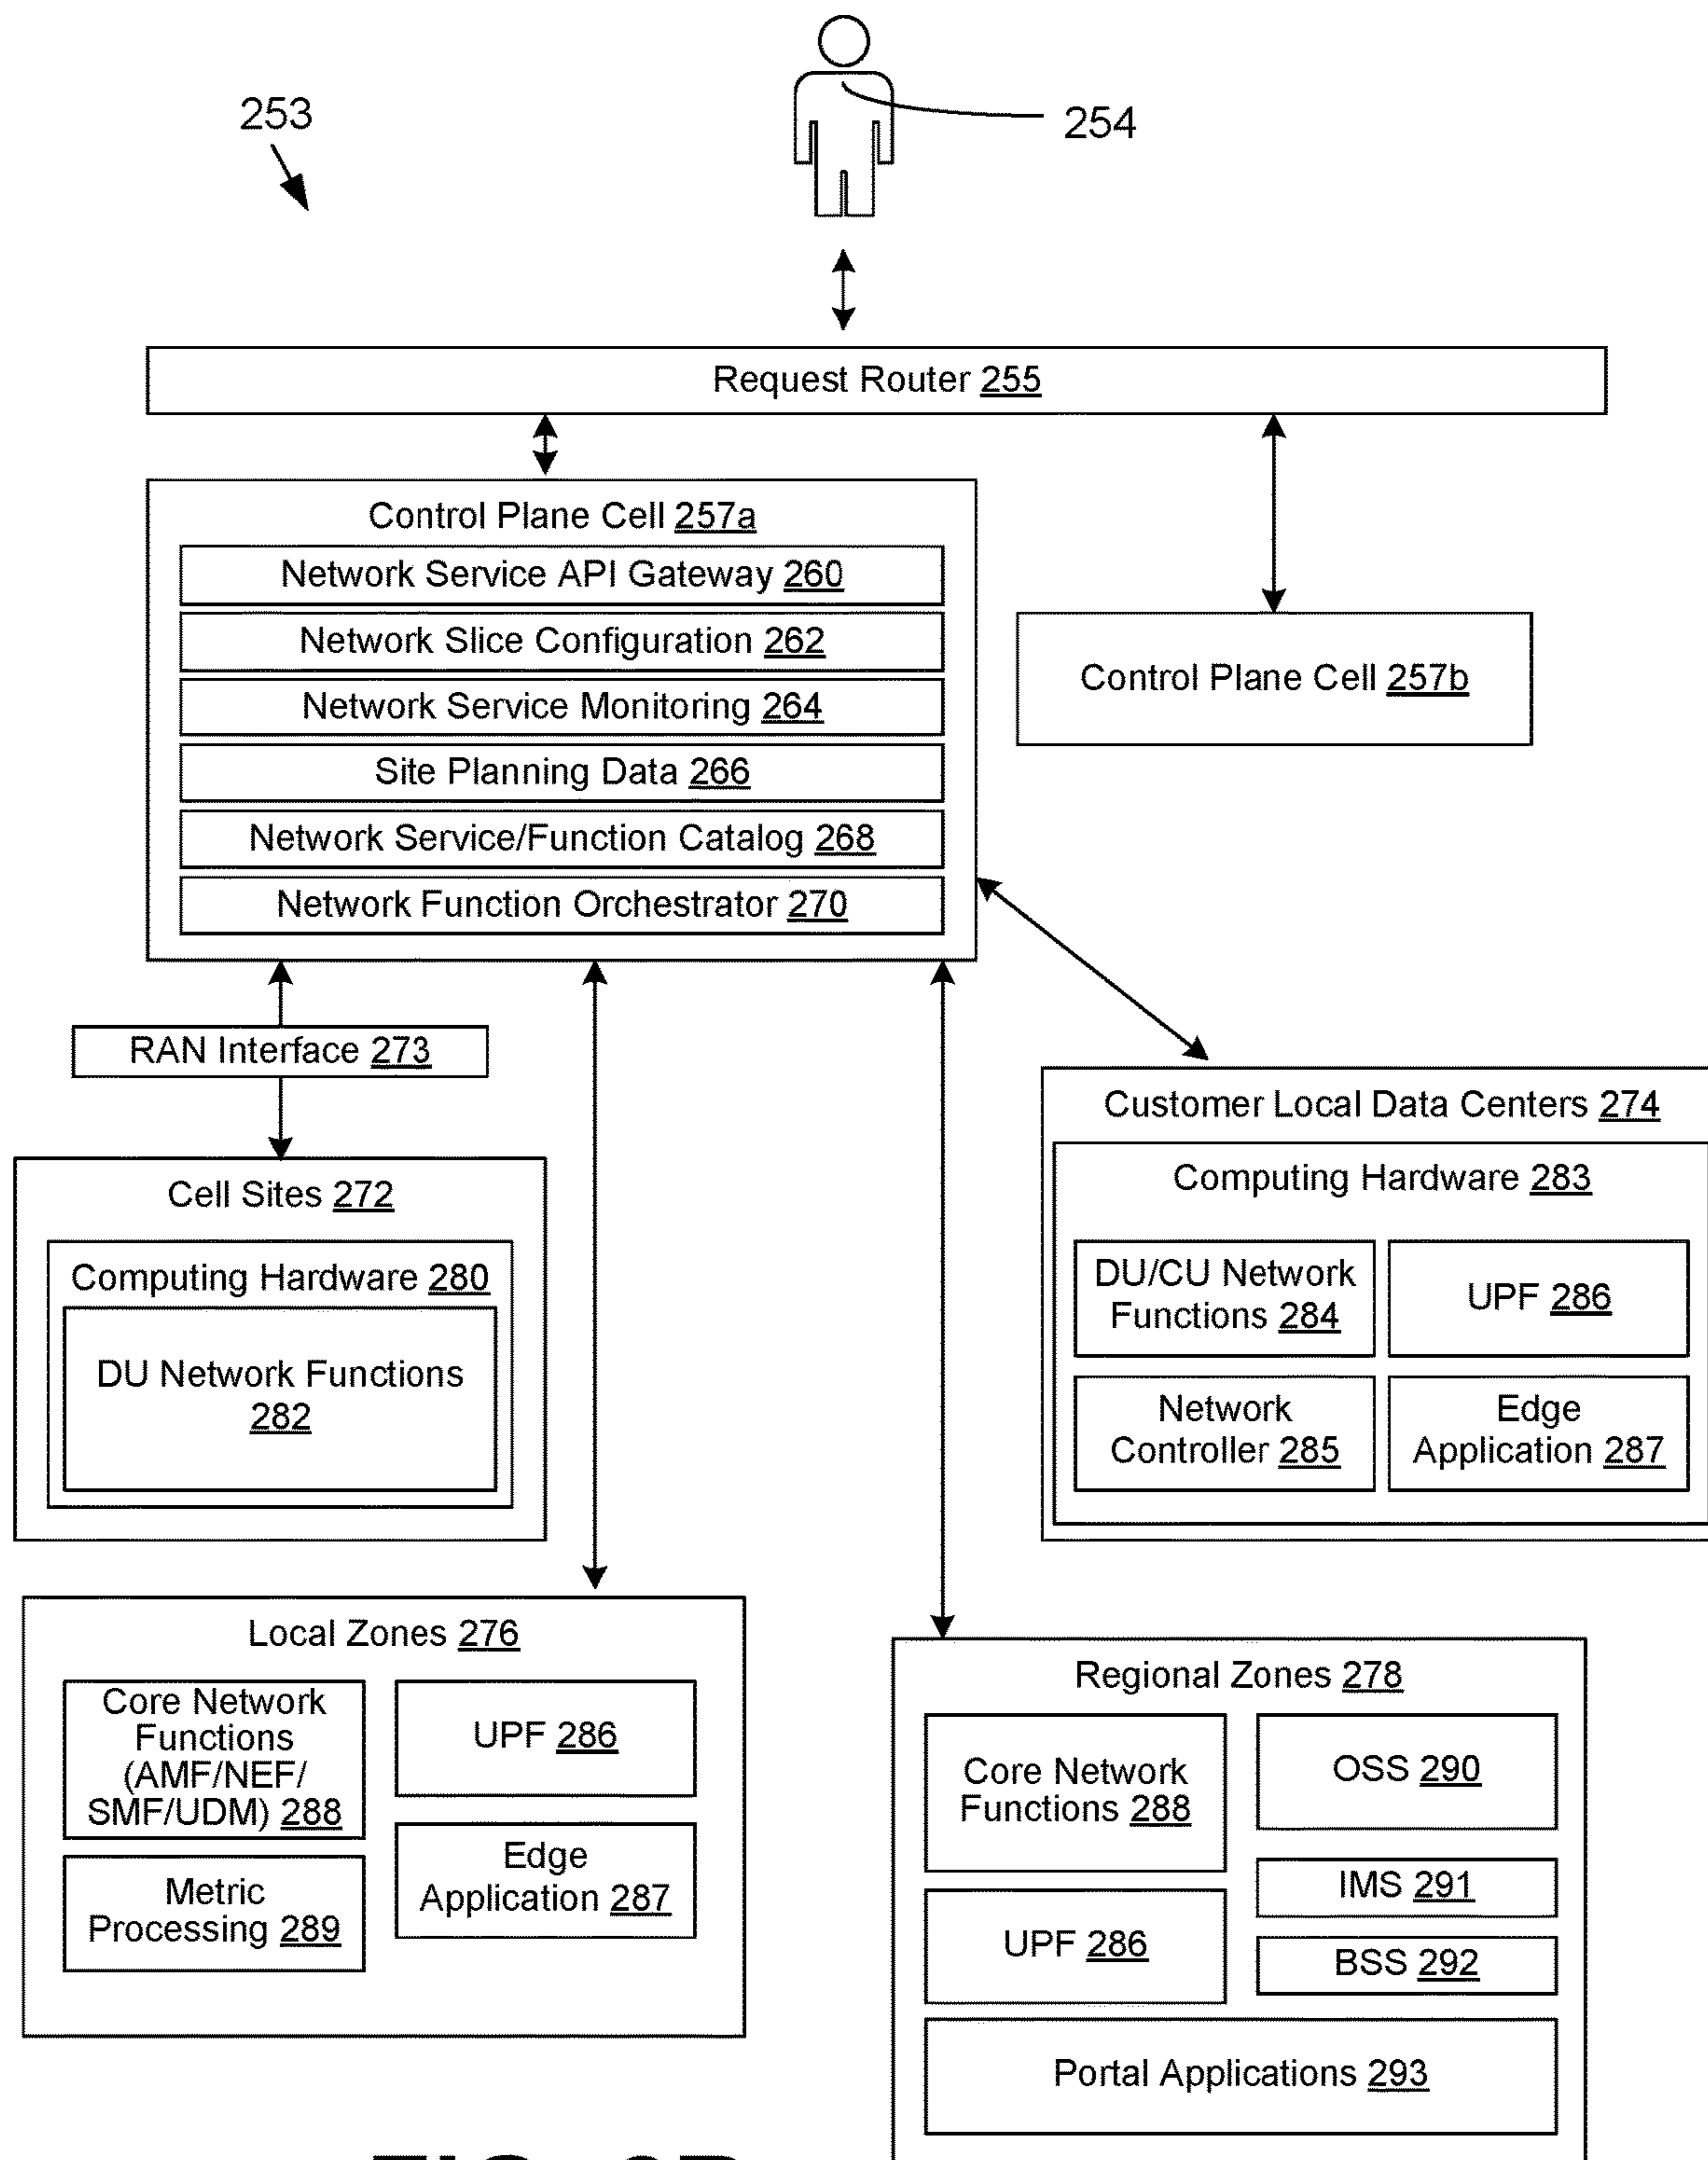 253
254
Request Router 255
Control Plane Cell 257a
Network Service API Gateway 260
Network Slice Configuration 262
Network Service Monitoring 264
Site Planning Data 266
Network Service/Function Catalog 268
Network Function Orchestrator 270
Control Plane Cell 257b
RAN Interface 273
Cell Sites 272
Computing Hardware 280
DU Network Functions
282
Customer Local Data Centers 274
Computing Hardware 283
DU/CU Network
Functions 284
UPF 286
Network
Controller 285
Edge
Application 287
Local Zones 276
Core Network
Functions
(AMF/NEF/
SMF/UDM) 288
UPF 286
Metric
Processing 289
Edge
Application 287
Regional Zones 278
Core Network
Functions 288
OSS 290
IMS 291
UPF 286
BSS 292
Portal Applications 293